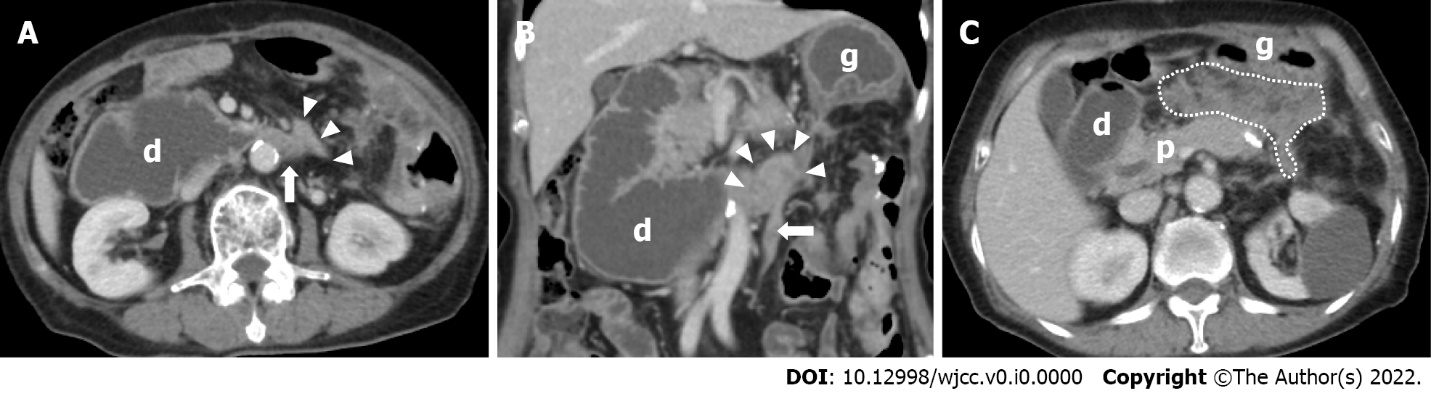 A
d
B
g
d
C
g
d
p
DOI: 10.12998/wjcc.v0.i0.0000 Copyright ©The Author(s) 2022.